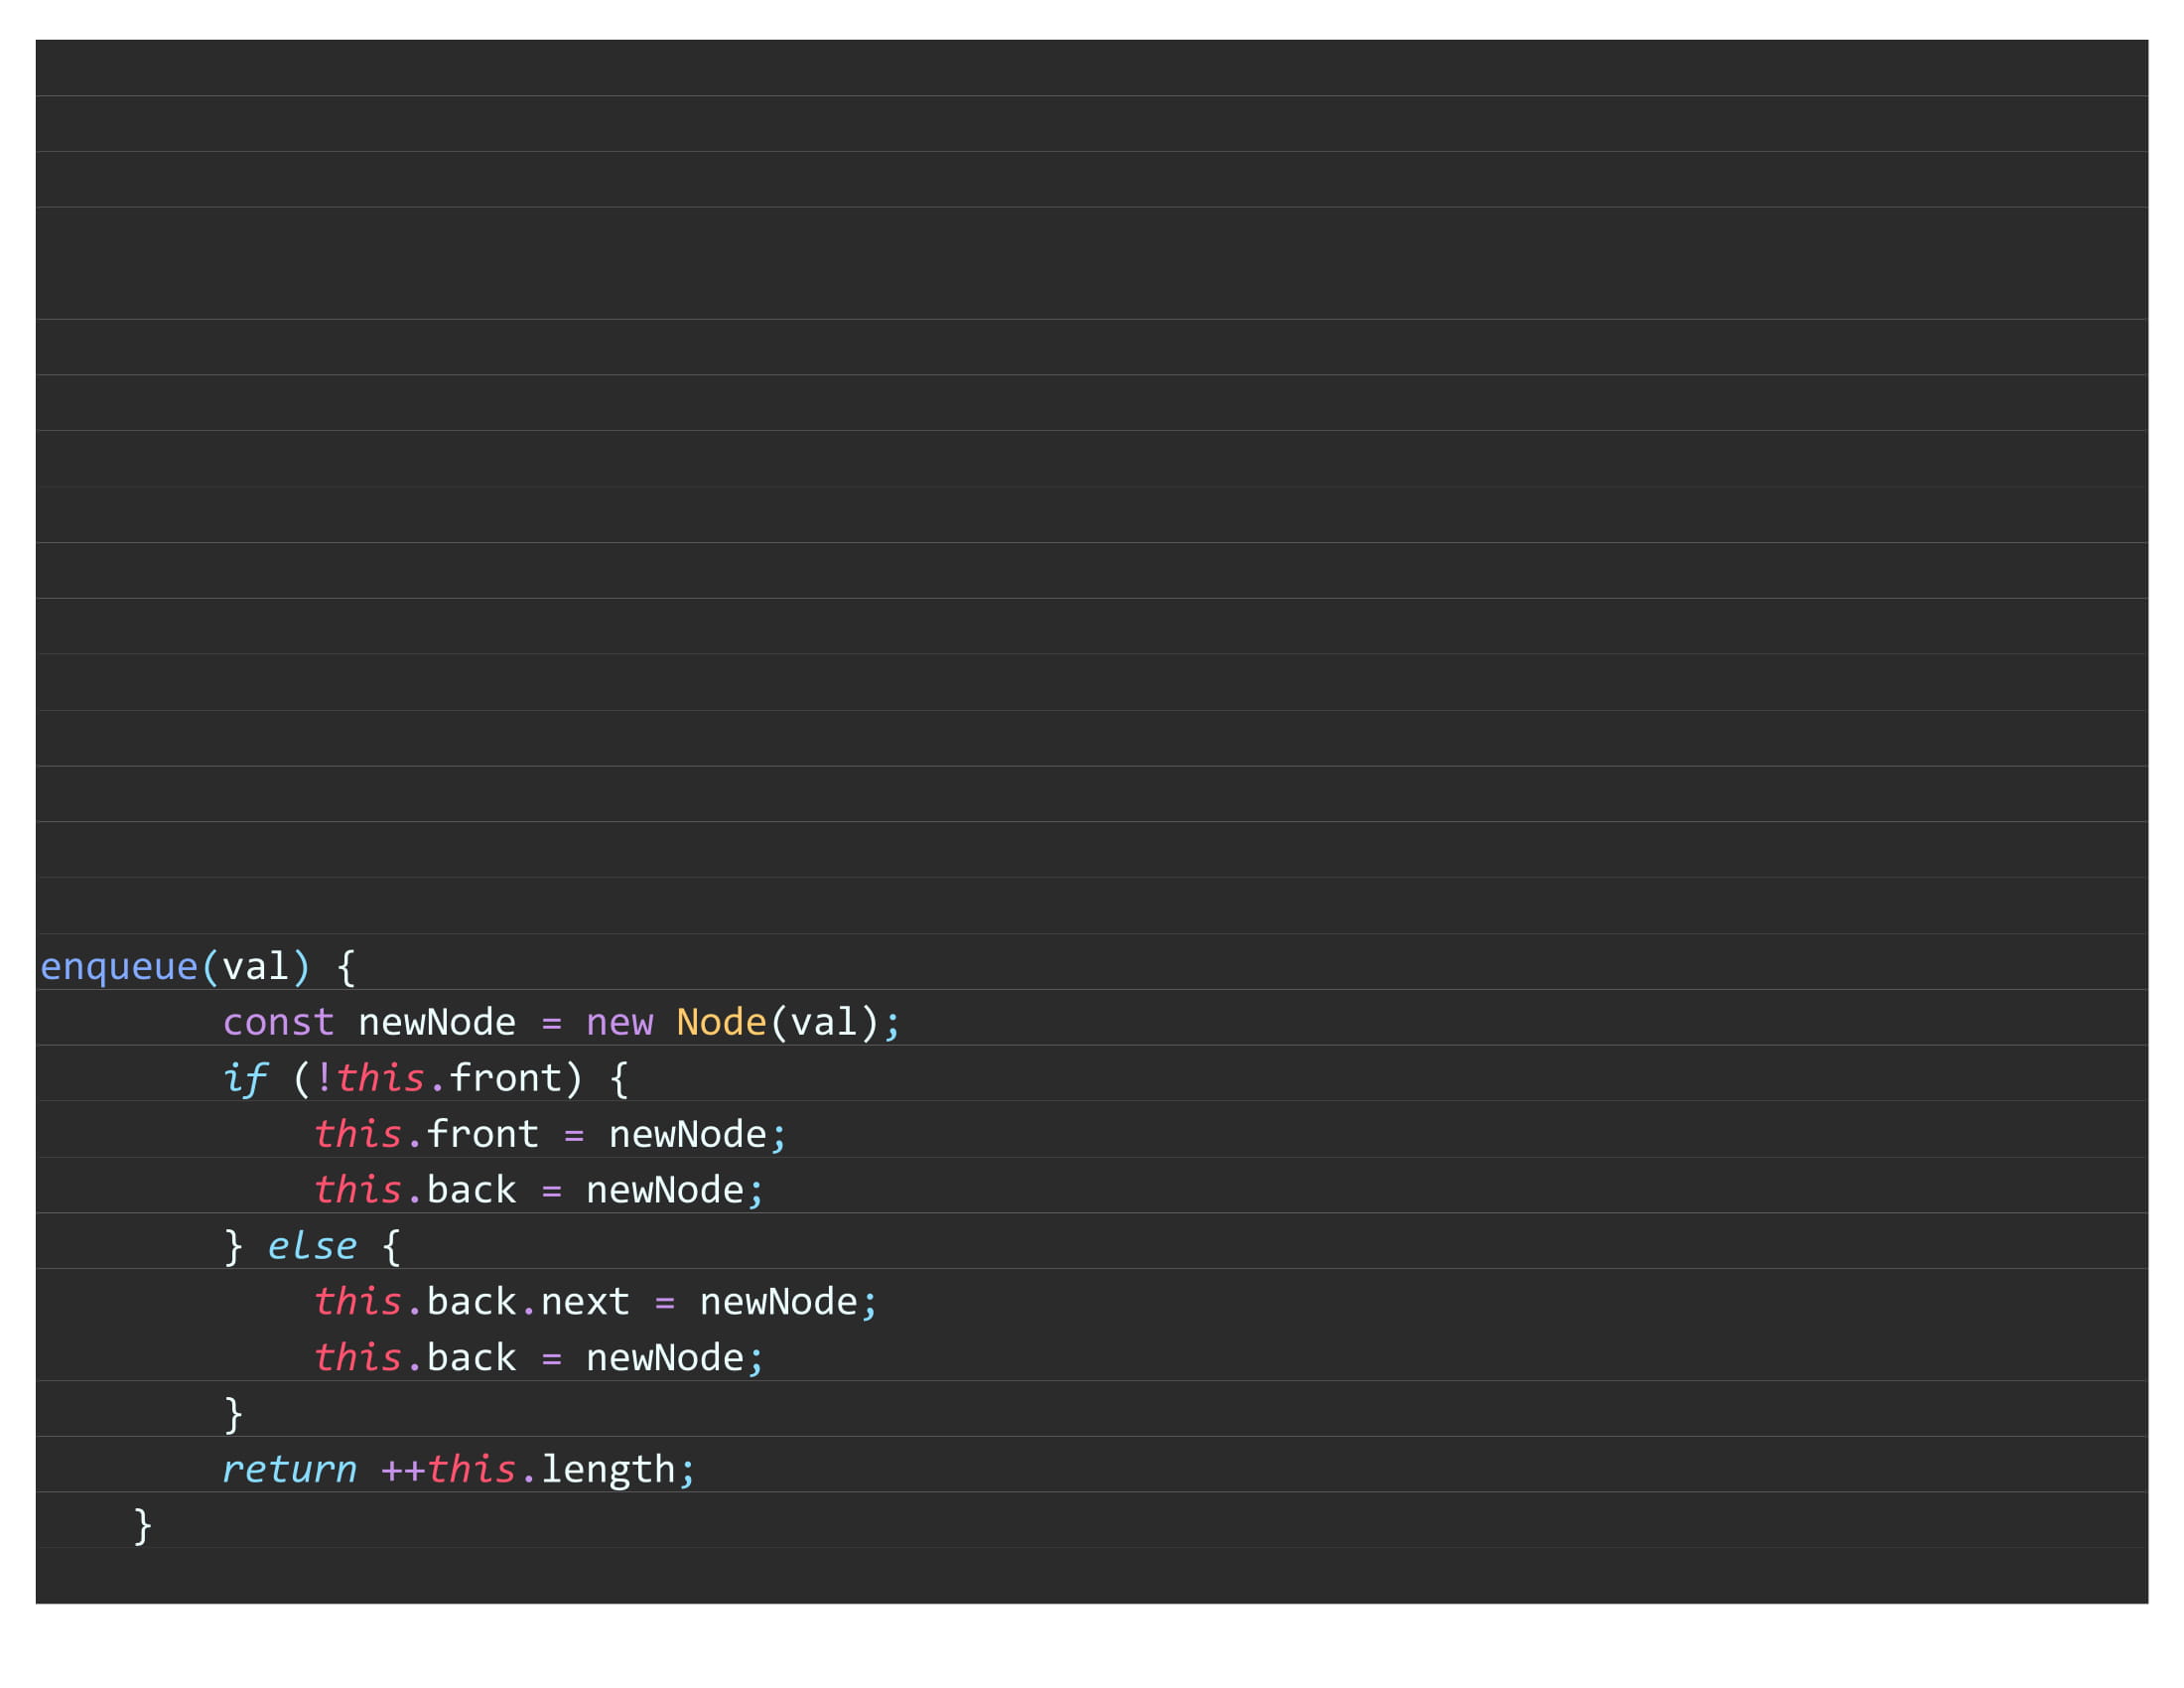 enqueue(val) {
        const newNode = new Node(val);
        if (!this.front) {
            this.front = newNode;
            this.back = newNode;
        } else {
            this.back.next = newNode;
            this.back = newNode;
        }
        return ++this.length;
    }